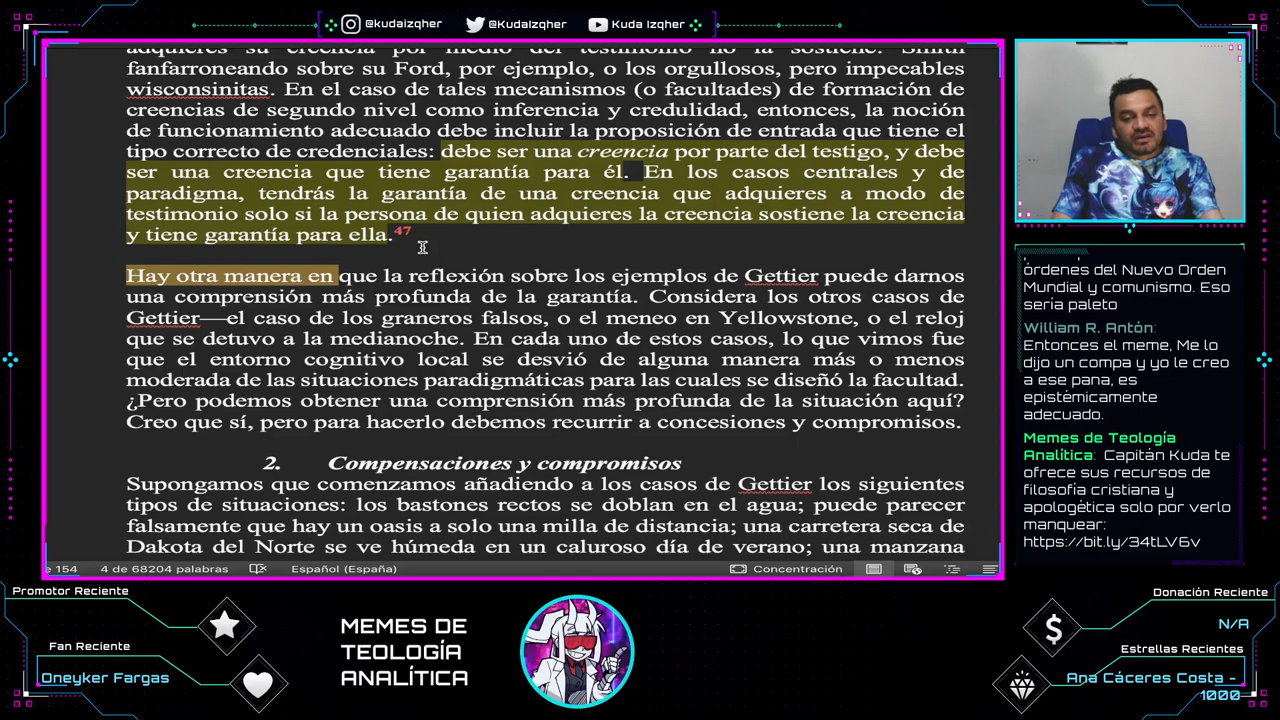 @kudaizqher
@KudaIzqher
Kuda Izqher
adquieres su creencia por medio del testimonio no la sostiene. Smith
fanfarroneando sobre su Ford, por ejemplo, o los orgullosos, pero impecables
wisconsinitas. En el caso de tales mecanismos (o facultades) de formación de
creencias de segundo nivel como inferencia y credulidad, entonces, la noción
de funcionamiento adecuado debe incluir la proposición de entrada que tiene el
tipo correcto de credenciales: debe ser una creencia por parte del testigo, y debe
ser una creencia que tiene garantía para él. En los casos centrales y de
paradigma, tendrás la garantía de una creencia que adquieres a modo de
testimonio solo si la persona de quien adquieres la creencia sostiene la creencia
y tiene garantía para ella.47
Hay otra manera en que la reflexión sobre los ejemplos de Gettier puede darnos
una comprensión más profunda de la garantía. Considera los otros casos de
Gettier—el caso de los graneros falsos, o el meneo en Yellowstone, o el reloj
que se detuvo a la medianoche. En cada uno de estos casos, lo que vimos fue
que el entorno cognitivo local se desvió de alguna manera más o menos
moderada de las situaciones paradigmáticas para las cuales se diseñó la facultad.
¿Pero podemos obtener una comprensión más profunda de la situación aquí?
Creo que sí, pero para hacerlo debemos recurrir a concesiones y compromisos.
2. Compensaciones y compromisos
Supongamos que comenzamos añadiendo a los casos de Gettier los siguientes
tipos de situaciones: los bastones rectos se doblan en el agua; puede parecer
falsamente que hay un oasis a solo una milla de distancia; una carretera seca de
Dakota del Norte se ve húmeda en un caluroso día de verano; una manzana
e 154 4 de 68204 palabras Español (España) Concentración
órdenes del Nuevo Orden
Mundial y comunismo. Eso
sería paleto
William R. Antón:
Entonces el meme, Me lo
dijo un compa y yo le creo
a ese pana, es
epistémicamente
adecuado.
Memes de Teología
Analítica: Capitán Kuda te
ofrece sus recursos de
filosofía cristiana y
apologética solo por verlo
manquear:
https://bit.ly/34tLV6v
Promotor Reciente
Fan Reciente
Oneyker Fargas
MEMES DE
TEOLOGÍA
ANALÍTICA
Donación Reciente
N/A
Estrellas Recientes
Ana Cáceres Costa -
1000